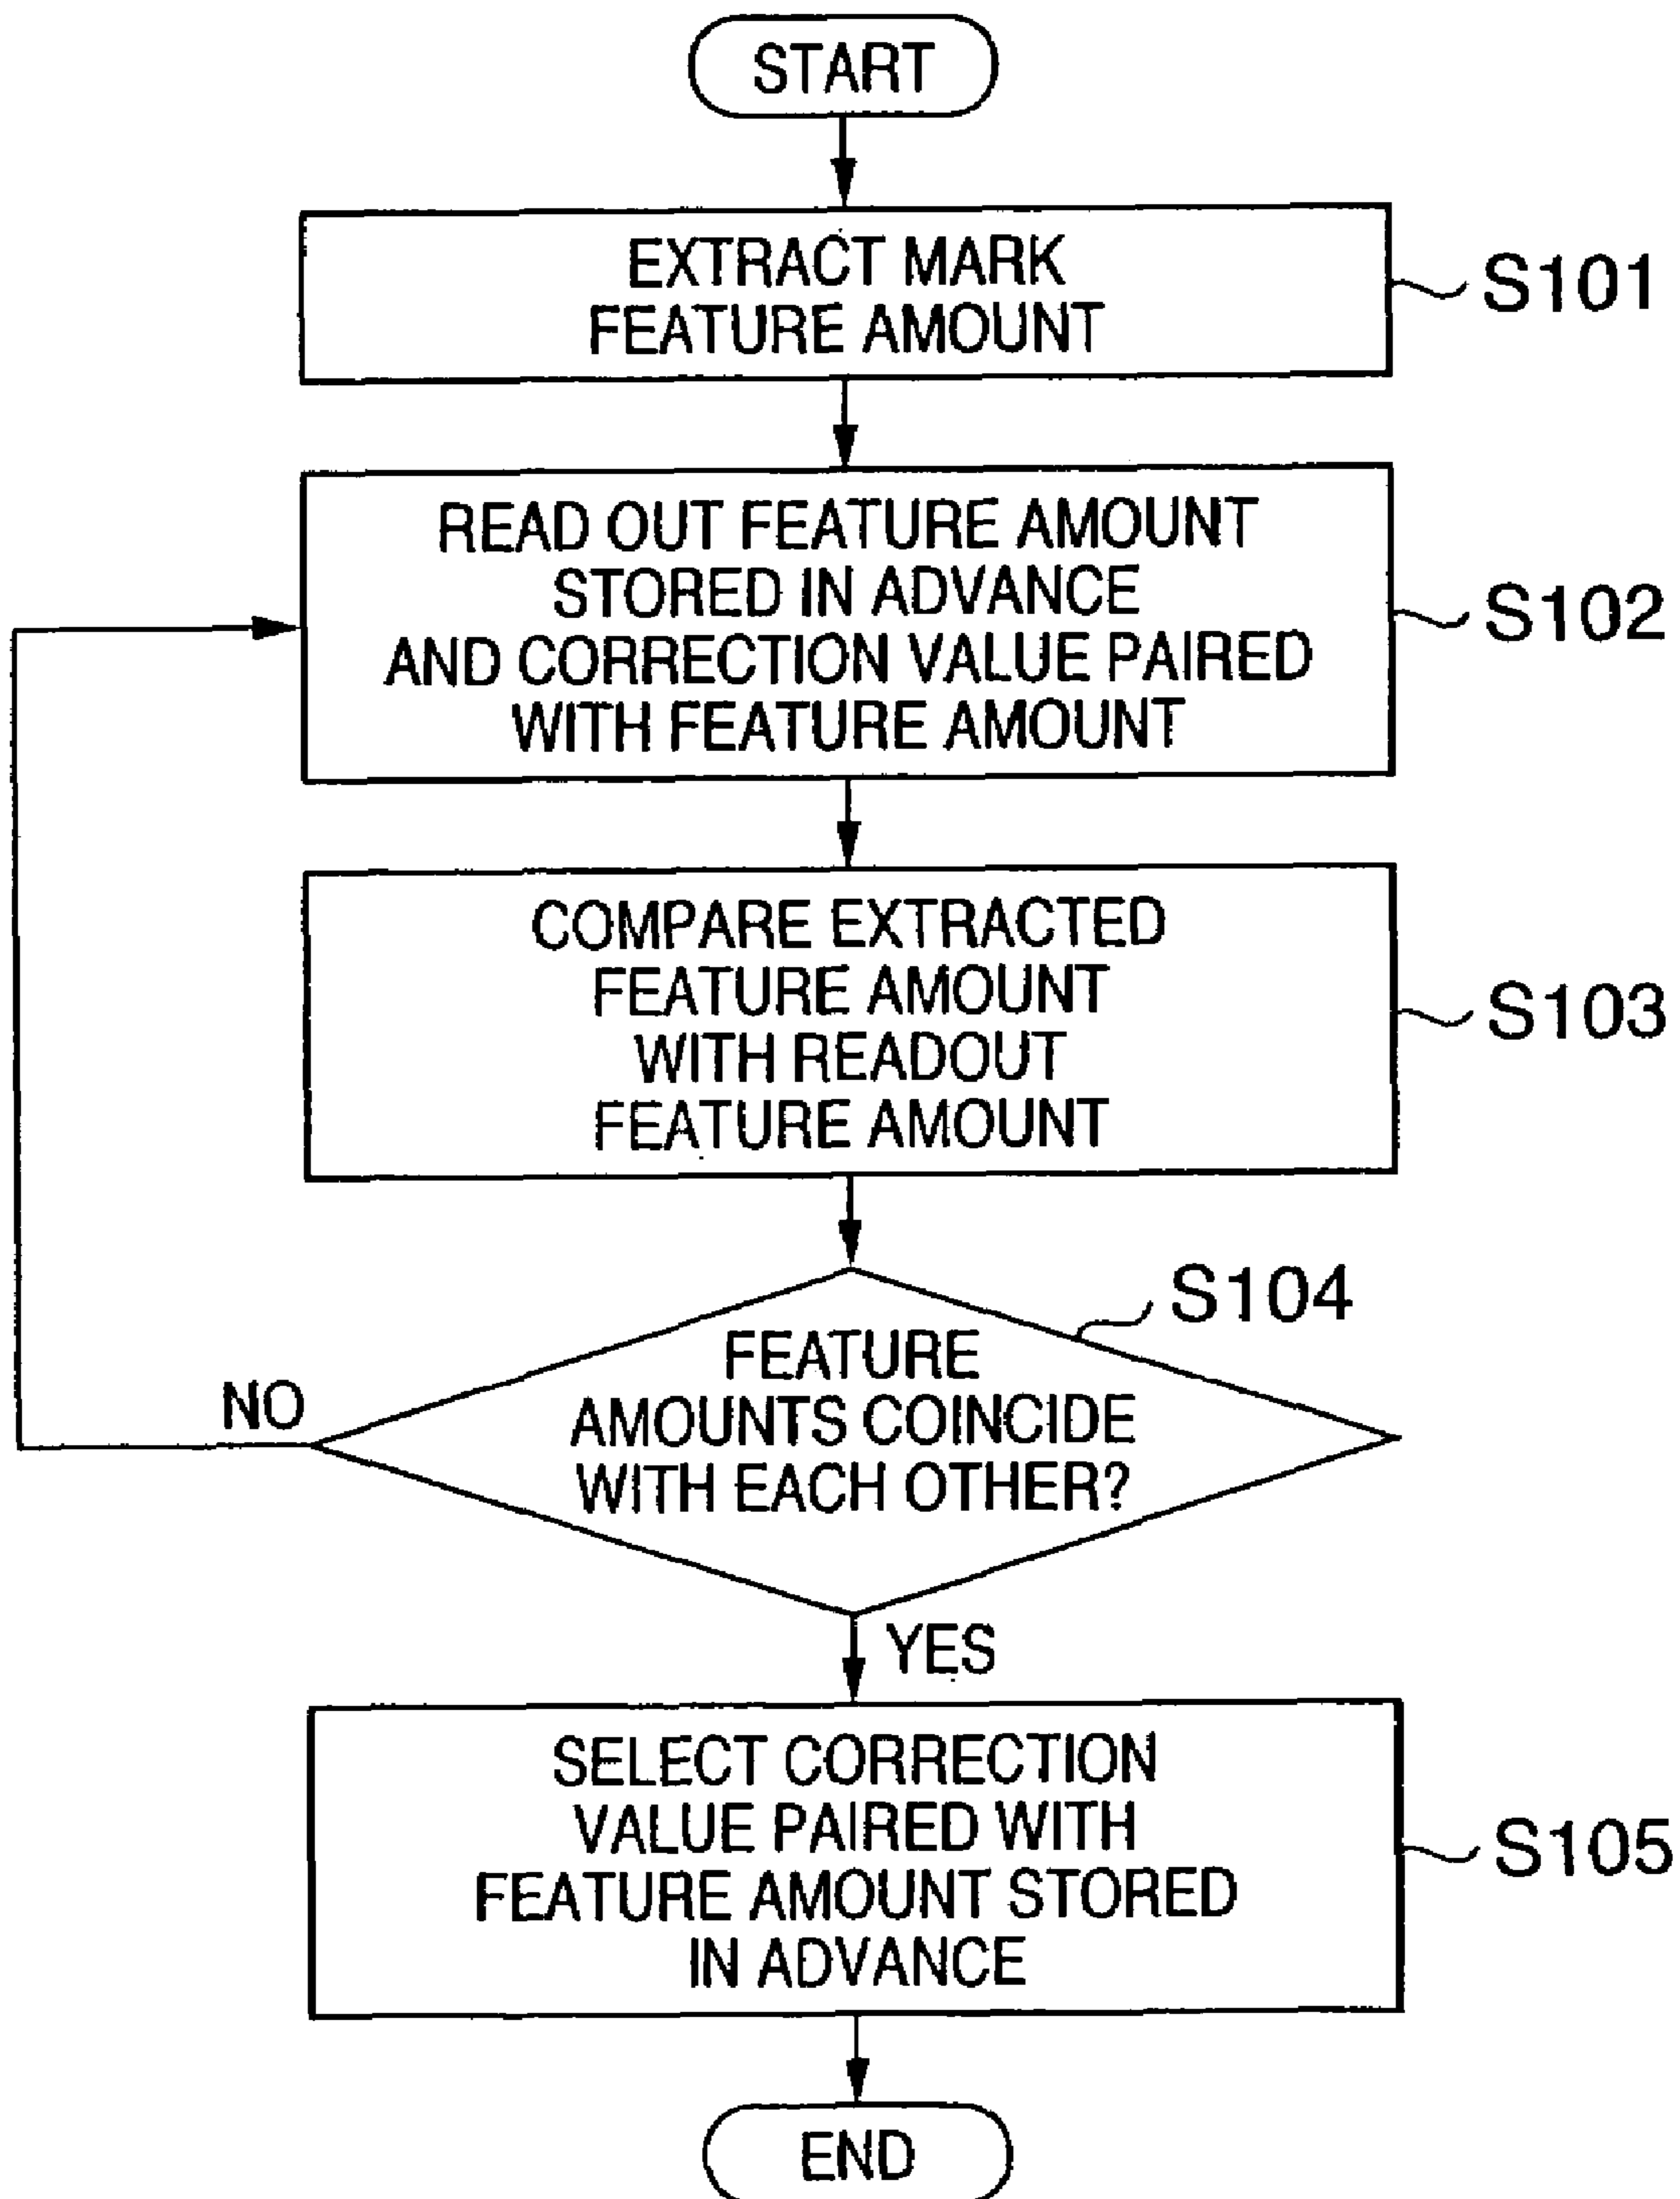 START
EXTRACT MARK
FEATURE AMOUNT
S101
READ OUT FEATURE AMOUNT
STORED IN ADVANCE
AND CORRECTION VALUE PAIRED
WITH FEATURE AMOUNT
S102
COMPARE EXTRACTED
FEATURE AMOUNT
WITH READOUT
FEATURE AMOUNT
S103
S104
FEATURE
AMOUNTS COINCIDE
WITH EACH OTHER?
NO
YES
SELECT CORRECTION
VALUE PAIRED WITH
FEATURE AMOUNT STORED
IN ADVANCE
S105
END